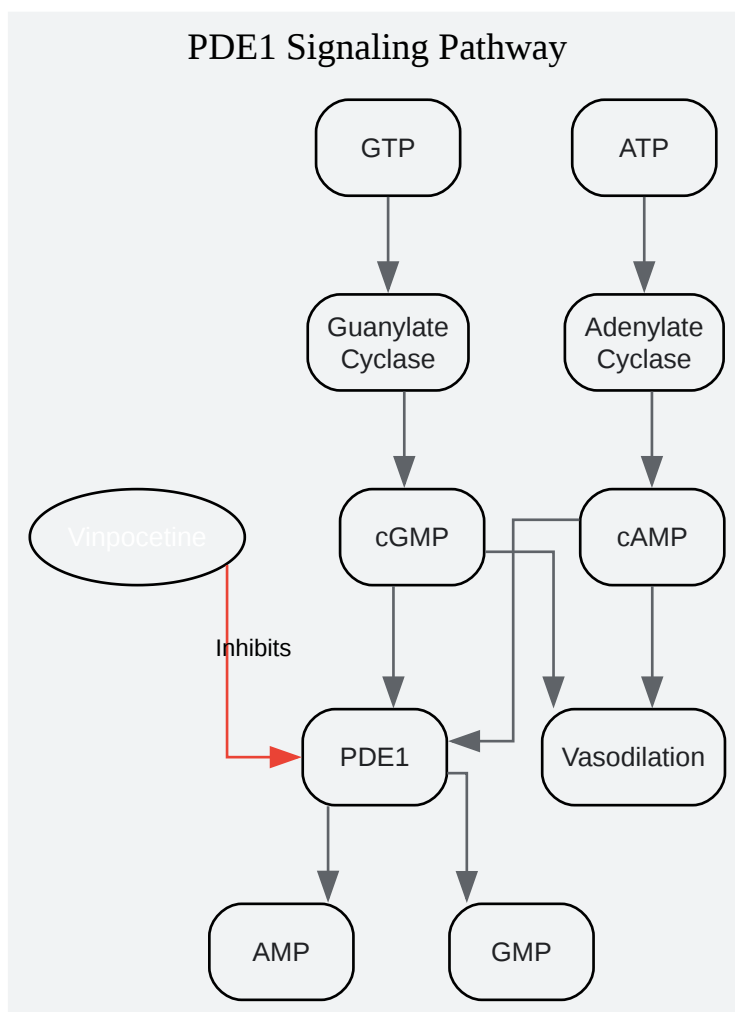 PDE1 Signaling Pathway
GTP
ATP
Guanylate
Cyclase
Adenylate
Cyclase
Vinpocetine
cGMP
cAMP
Inhibits
PDE1
Vasodilation
AMP
GMP